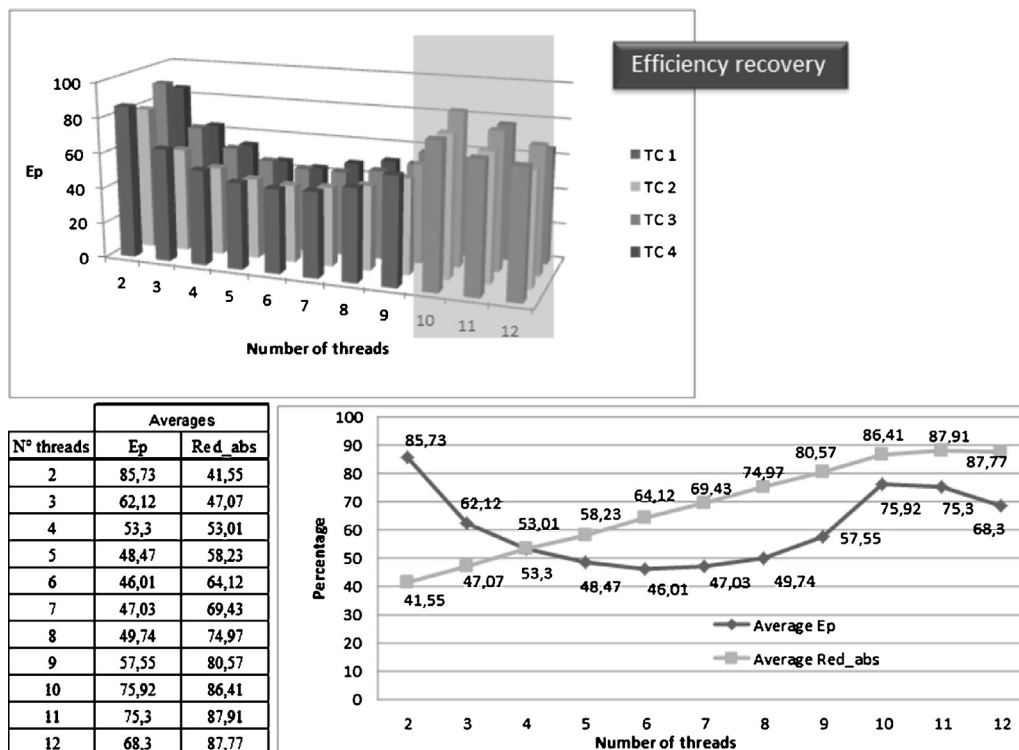 Efficiency recovery
100
80
60
40
20
0
Ep
2 3 4 5 6 7 8 9 10 11 12
Number of threads
TC 1
TC 2
TC 3
TC 4
Averages
N° threads Ep Red_abs
2 85,73 41,55
3 62,12 47,07
4 53,3 53,01
5 48,47 58,23
6 46,01 64,12
7 47,03 69,43
8 49,74 74,97
9 57,55 80,57
10 75,92 86,41
11 75,3 87,91
12 68,3 87,77
100
90
80
70
60
50
40
30
20
10
0
Percentage
85,73 62,12 53,3 48,47 46,01 47,03 49,74 57,55 75,92 75,3 68,3
41,55 47,07 53,01 58,23 64,12 69,43 74,97 80,57 86,41 87,91 87,77
Average Ep
Average Red_abs
2 3 4 5 6 7 8 9 10 11 12
Number of threads